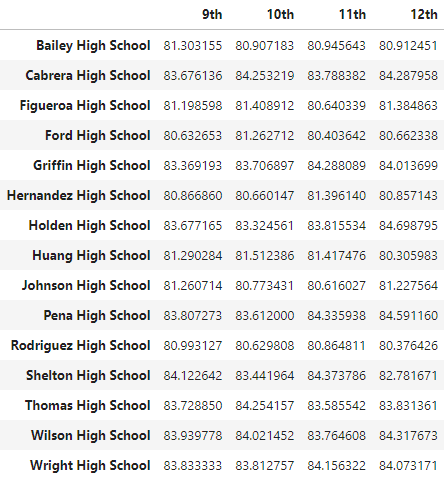 9th 10th 11th 12th
Bailey High School 81.303155 80.907183 80.945643 80.912451
Cabrera High School 83.676136 84.253219 83.788382 84.287958
Figueroa High School 81.198598 81.408912 80.640339 81.384863
Ford High School 80.632653 81.262712 80.403642 80.662338
Griffin High School 83.369193 83.706897 84.288089 84.013699
Hernandez High School 80.866860 80.660147 81.396140 80.857143
Holden High School 83.677165 83.324561 83.815534 84.698795
Huang High School 81.290284 81.512386 81.417476 80.305983
Johnson High School 81.260714 80.773431 80.616027 81.227564
Pena High School 83.807273 83.612000 84.335938 84.591160
Rodriguez High School 80.993127 80.629808 80.864811 80.376426
Shelton High School 84.122642 83.441964 84.373786 82.781671
Thomas High School 83.728850 84.254157 83.585542 83.831361
Wilson High School 83.939778 84.021452 83.764608 84.317673
Wright High School 83.833333 83.812757 84.156322 84.073171